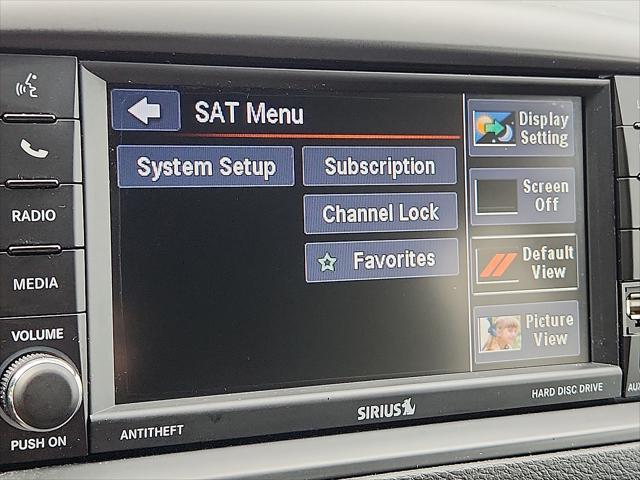 SAT Menu
Display
Setting
System Setup
Subscription
Screen
Off
Channel Lock
Favorites
Default
View
Picture
View
RADIO
MEDIA
VOLUME
PUSH ON
ANTITHEFT
SIRIUS
HARD DISC DRIVE